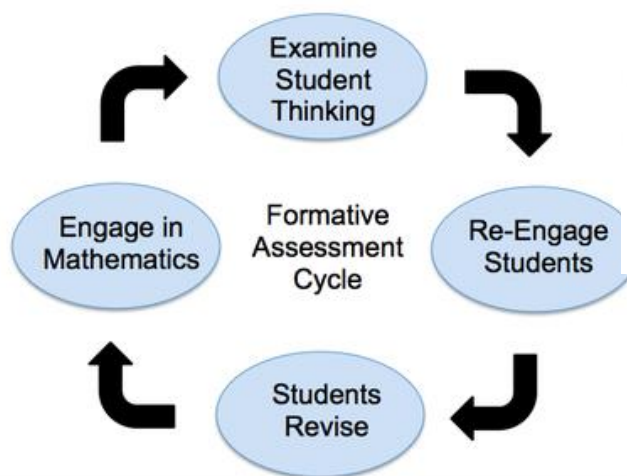 Examine
Student
Thinking
Engage in
Mathematics
Formative
Assessment
Cycle
Re-Engage
Students
Students
Revise